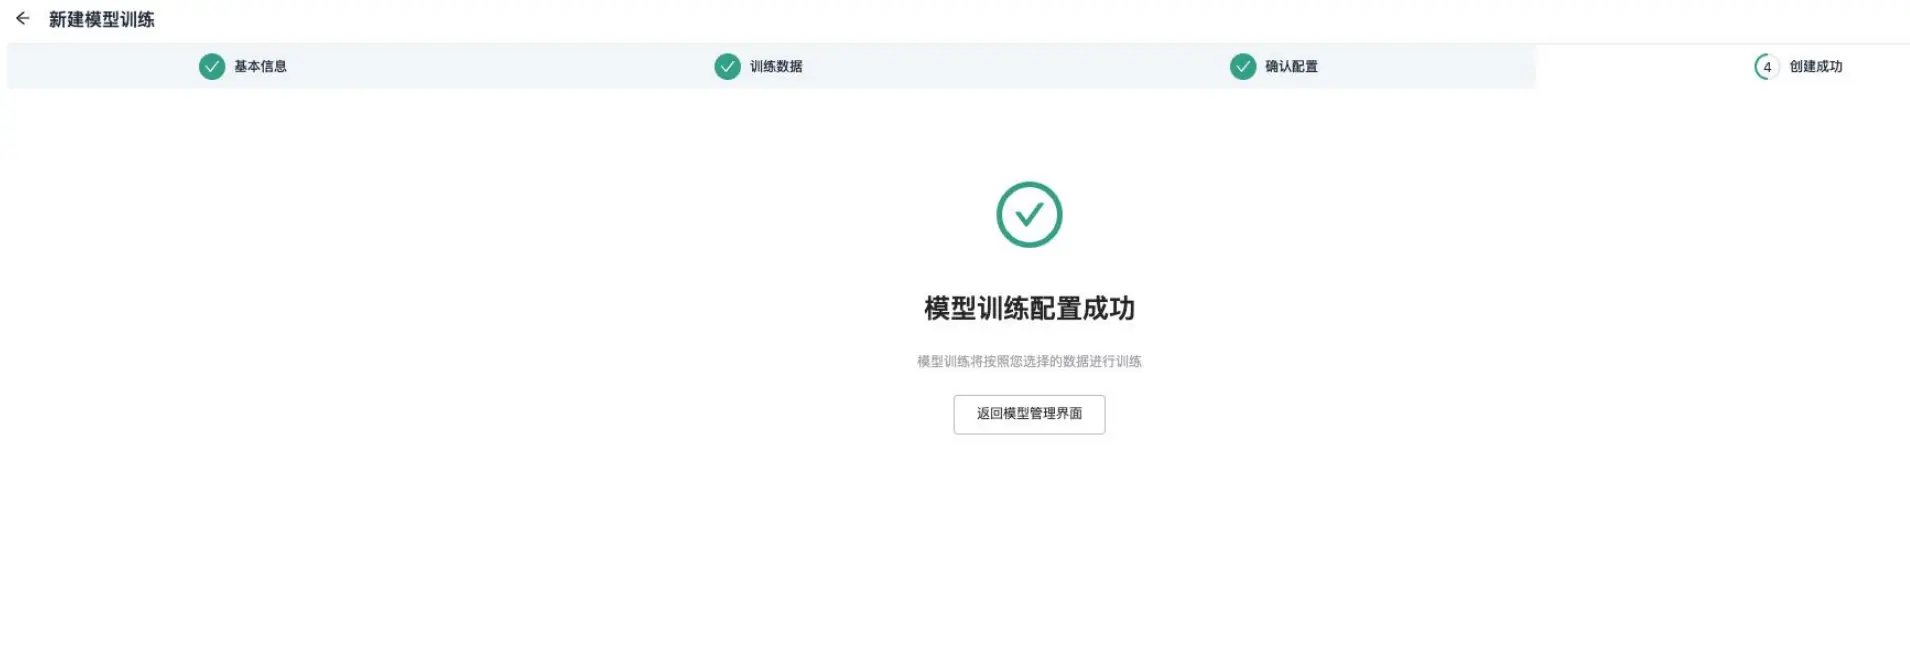 新建模型训练
基本信息
训练数据
确认配置
4 创建成功
模型训练配置成功
模型训练将按照您选择的数据进行训练
返回模型管理界面